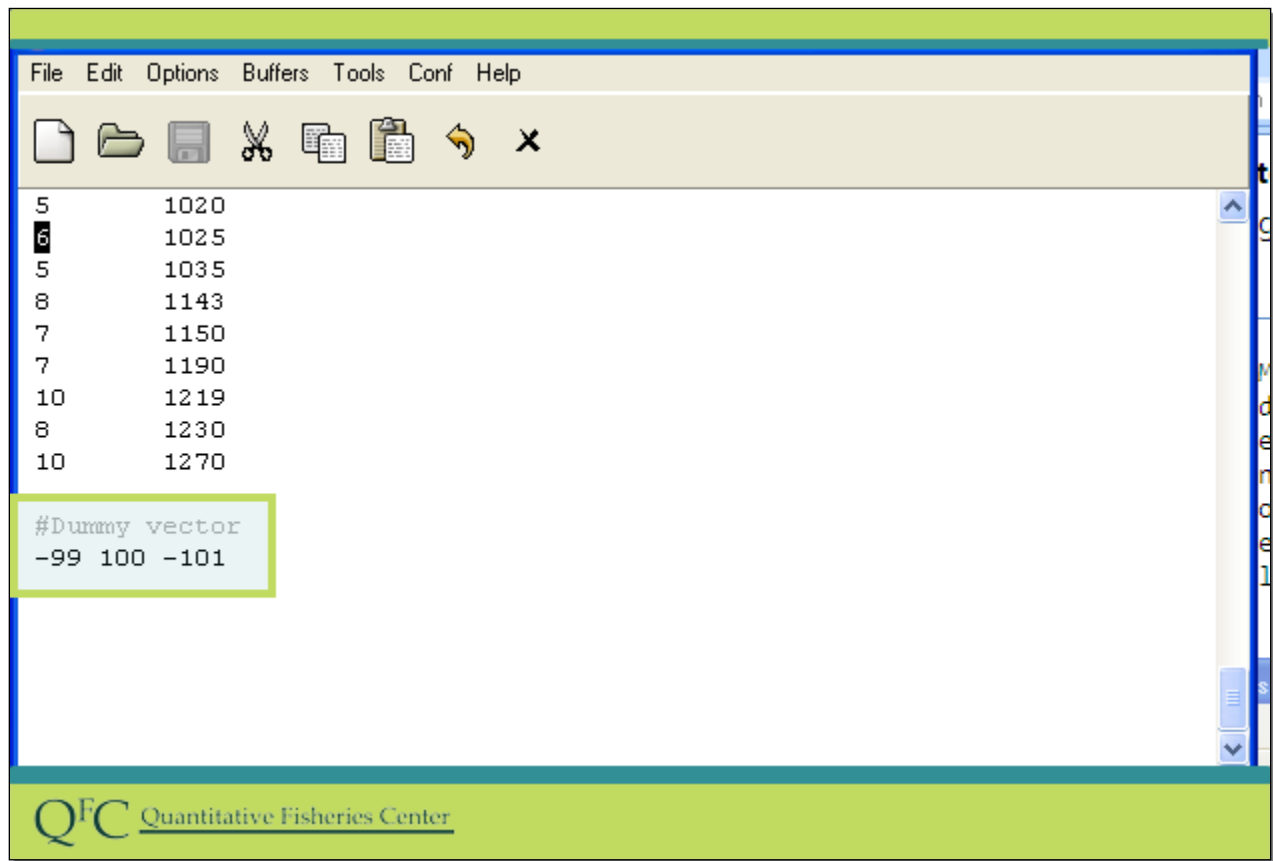 File Edit Options Buffers Tools Conf Help
5 1020
6 1025
5 1035
8 1143
7 1150
7 1190
10 1219
8 1230
10 1270
#Dummy vector
-99 100 -101
QFC Quantitative Fisheries Center